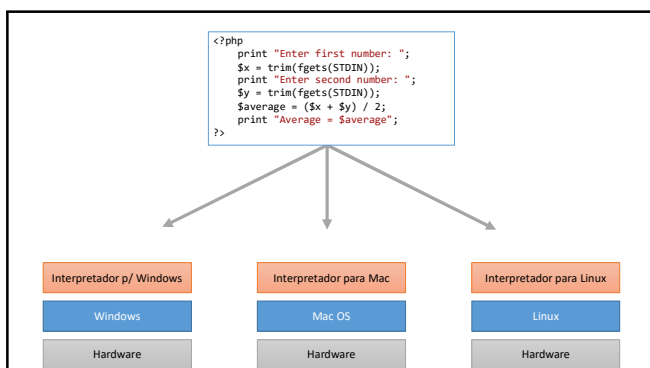 <?php
    print "Enter first number: ";
    $x = trim(fgets(STDIN));
    print "Enter second number: ";
    $y = trim(fgets(STDIN));
    $average = ($x + $y) / 2;
    print "Average = $average";
?>
Interpretador p/ Windows
Interpretador para Mac
Interpretador para Linux
Windows
Mac OS
Linux
Hardware
Hardware
Hardware